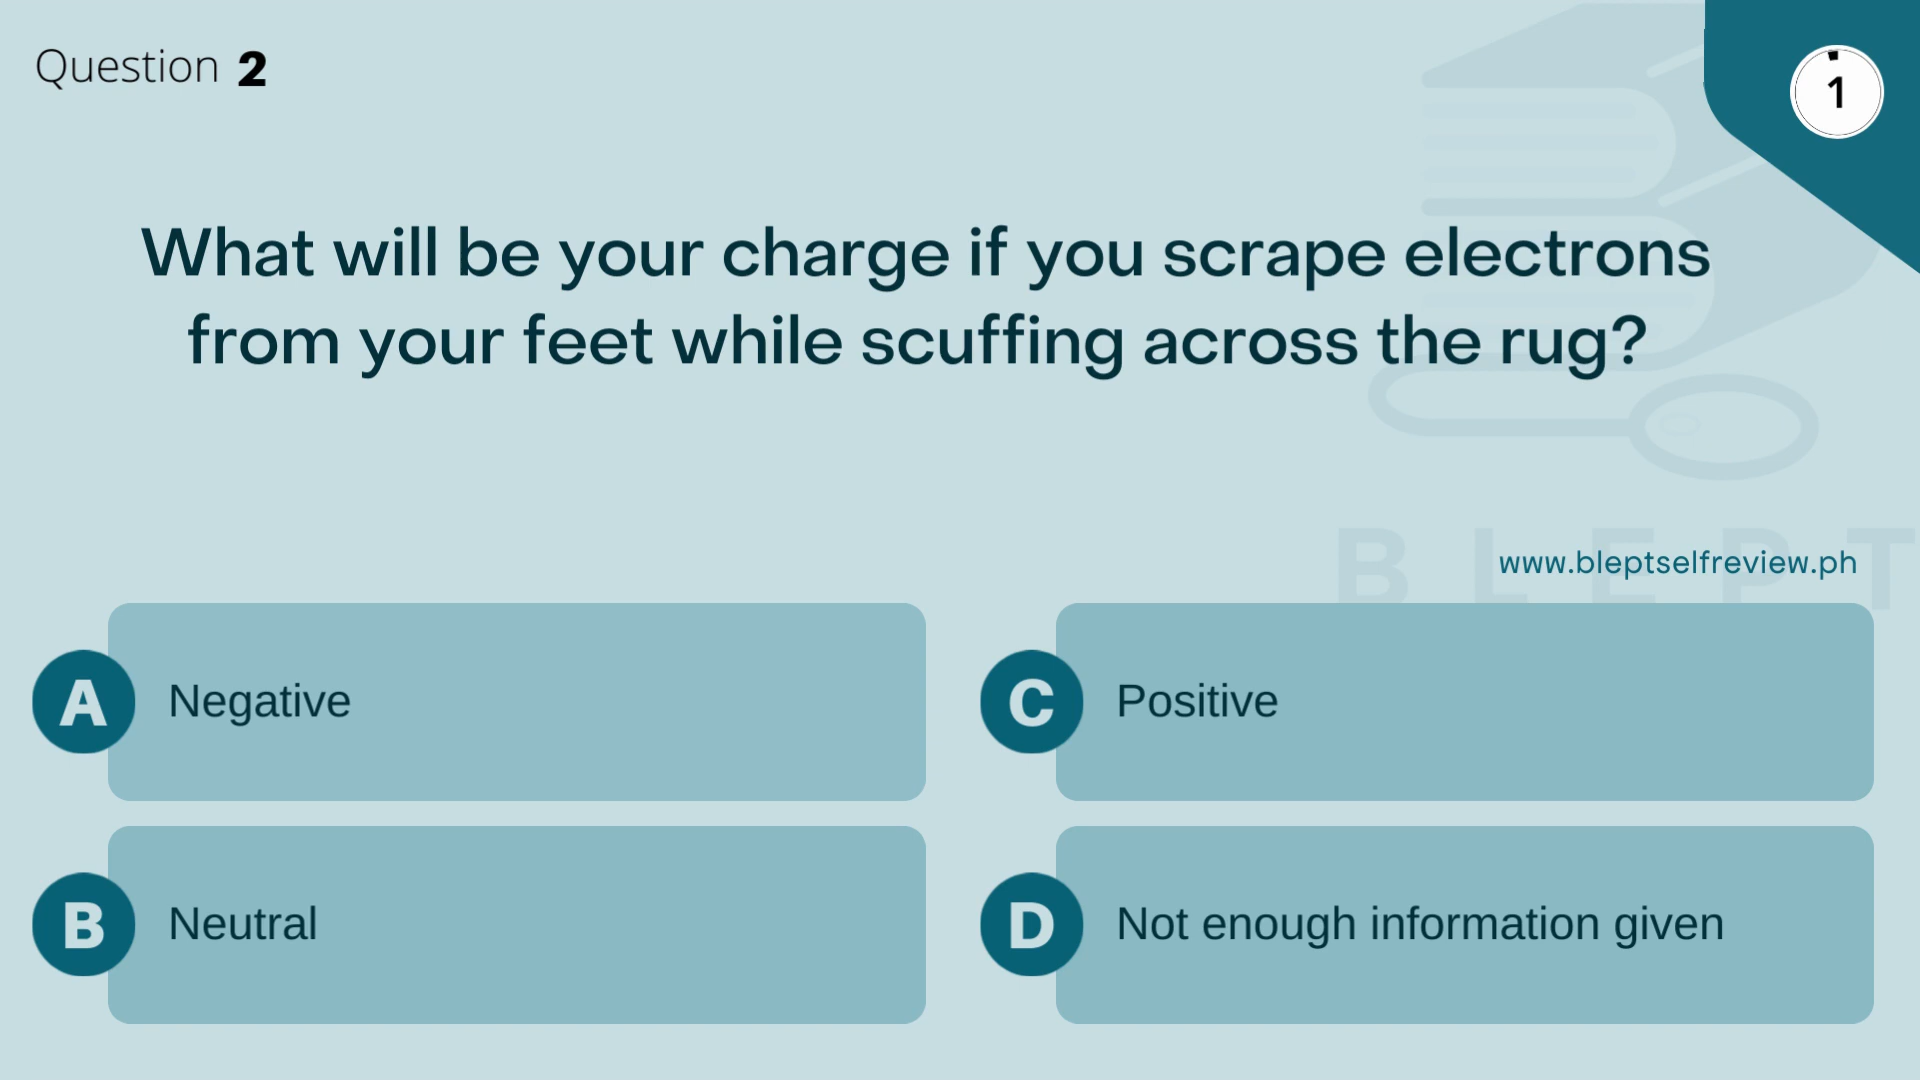 Question 2
1
What will be your charge if you scrape electrons
from your feet while scuffing across the rug?
BLEPT
www.bleptselfreview.ph
A Negative
C Positive
B Neutral
D Not enough information given